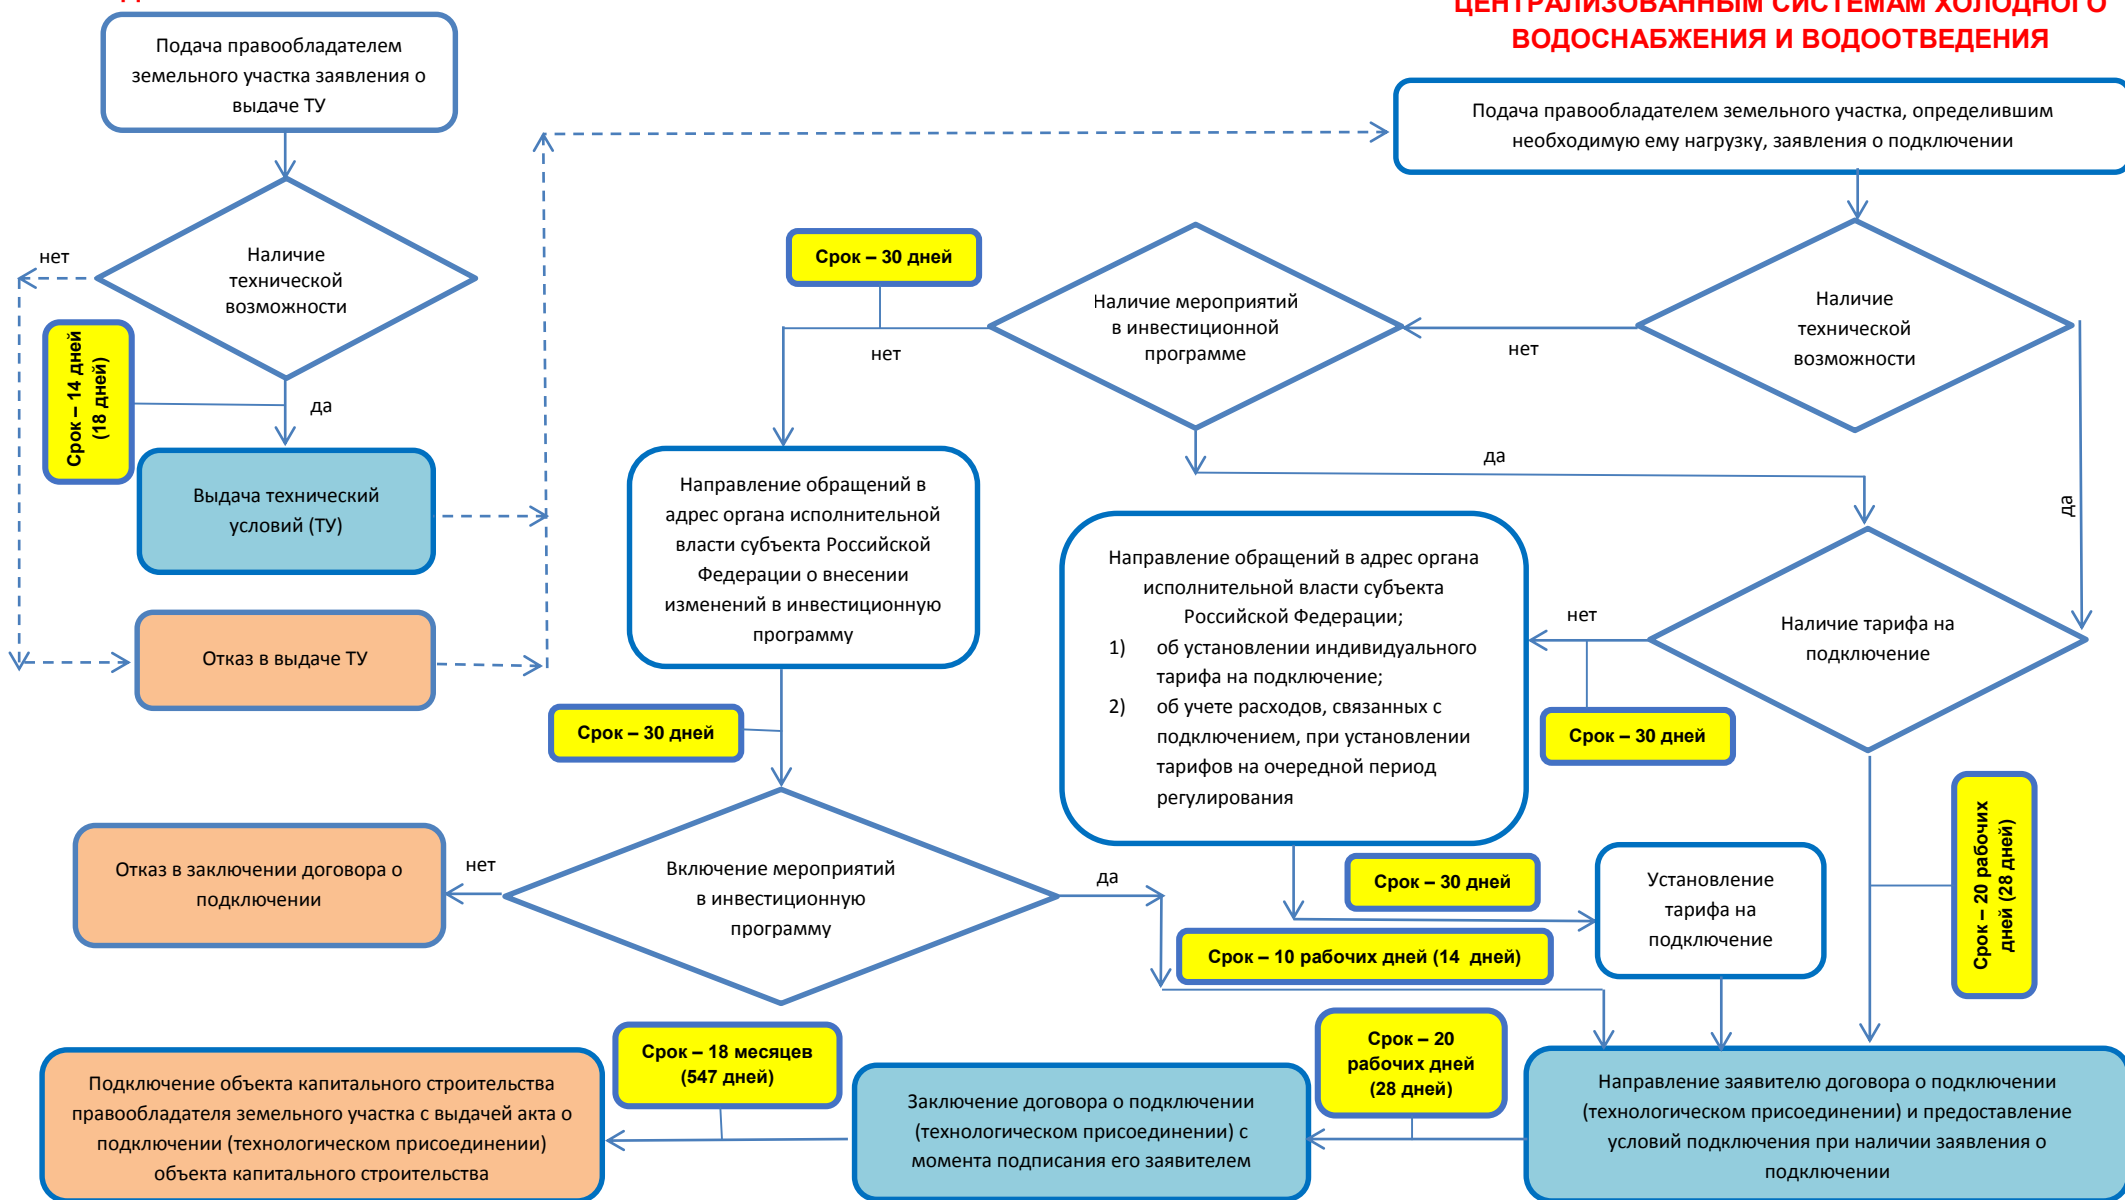 ЦЕНТРАЛИЗОВАННЫМ СИСТЕМАМ ХОЛОДНОГО
ВОДОСНАБЖЕНИЯ И ВОДООТВЕДЕНИЯ
Подача правообладателем
земельного участка заявления о
выдаче ТУ
Подача правообладателем земельного участка, определившим
необходимую ему нагрузку, заявления о подключении
нет
Наличие
технической
возможности
Срок – 14 дней
(18 дней)
да
Выдача технический
условий (ТУ)
Отказ в выдаче ТУ
Срок – 30 дней
Наличие мероприятий
в инвестиционной
программе
нет
нет
Наличие
технической
возможности
да
да
Направление обращений в
адрес органа исполнительной
власти субъекта Российской
Федерации о внесении
изменений в инвестиционную
программу
Направление обращений в адрес органа
исполнительной власти субъекта
Российской Федерации;
1) об установлении индивидуального
тарифа на подключение;
2) об учете расходов, связанных с
подключением, при установлении
тарифов на очередной период
регулирования
нет
Наличие тарифа на
подключение
Срок – 30 дней
Срок – 30 дней
Срок – 20 рабочих
дней (28 дней)
Отказ в заключении договора о
подключении
нет
Включение мероприятий
в инвестиционную
программу
да
Срок – 30 дней
Установление
тарифа на
подключение
Срок – 10 рабочих дней (14 дней)
Подключение объекта капитального строительства
правообладателя земельного участка с выдачей акта о
подключении (технологическом присоединении)
объекта капитального строительства
Срок – 18 месяцев
(547 дней)
Заключение договора о подключении
(технологическом присоединении) с
момента подписания его заявителем
Срок – 20
рабочих дней
(28 дней)
Направление заявителю договора о подключении
(технологическом присоединении) и предоставление
условий подключения при наличии заявления о
подключении